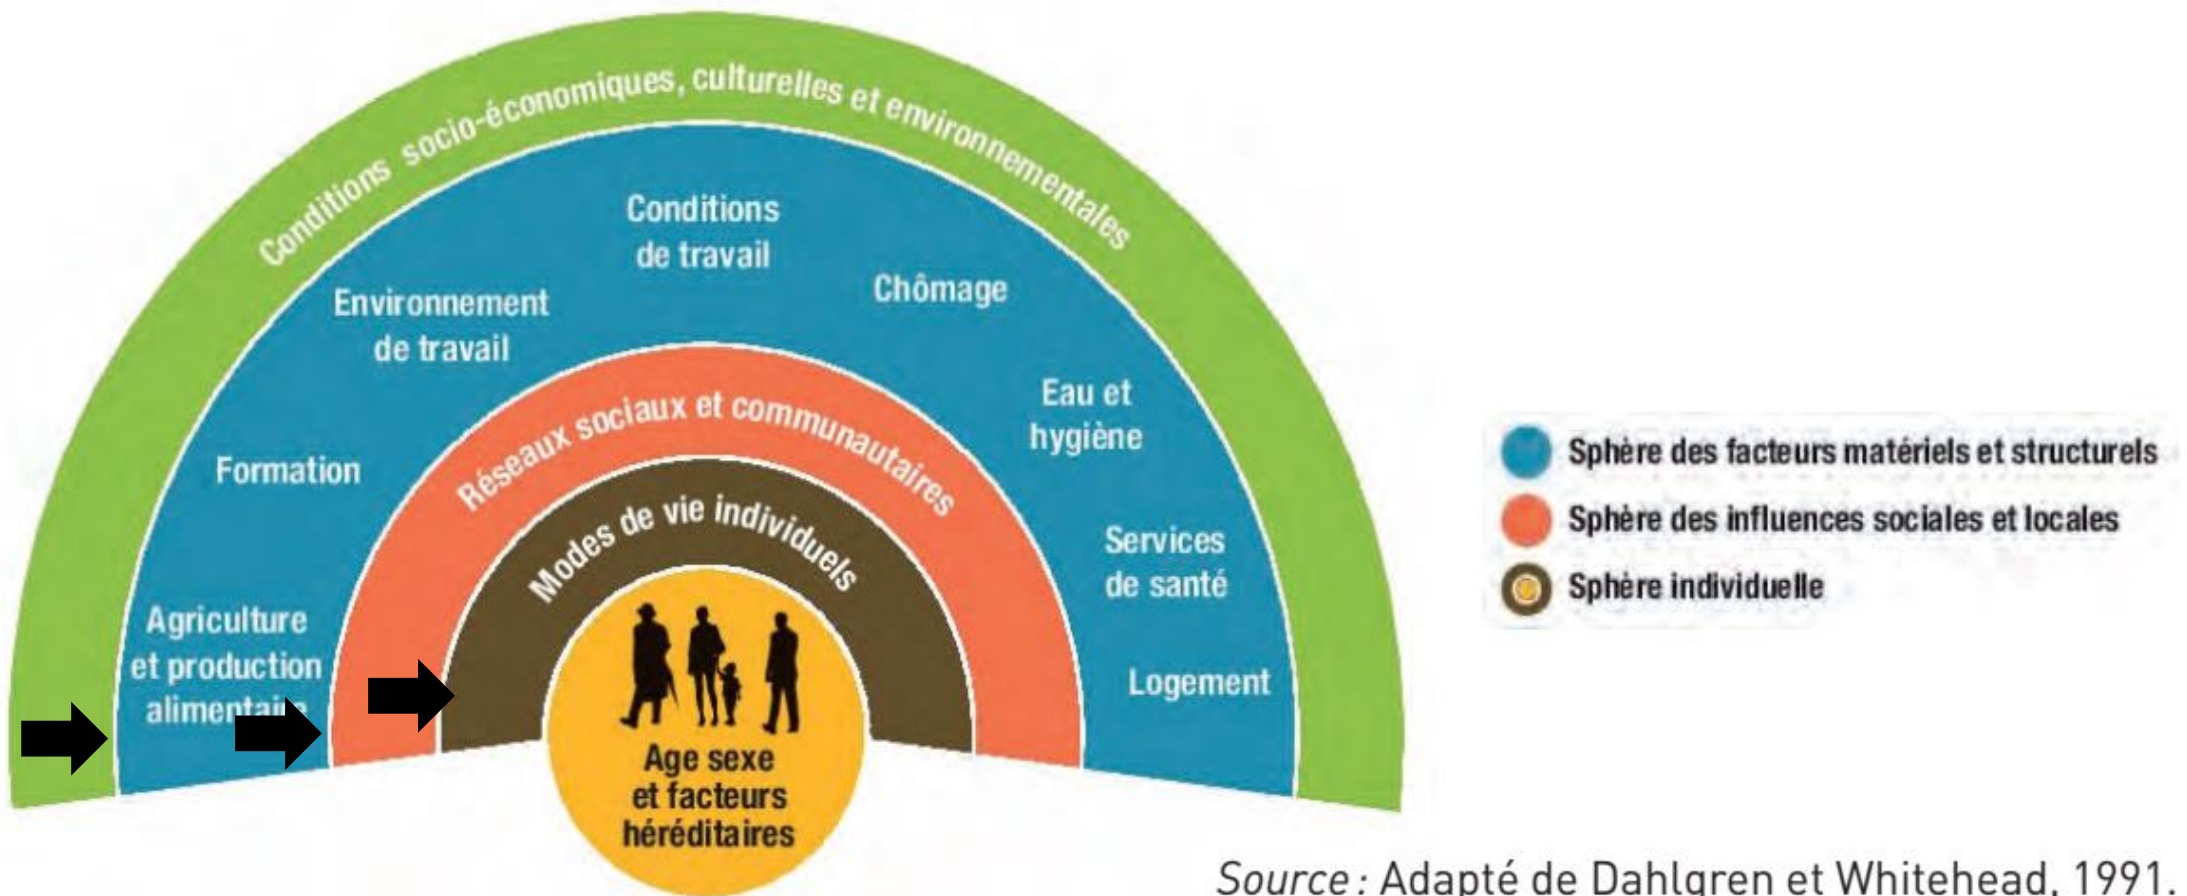 Conditions socio-économiques, culturelles et environnementales
Conditions
de travail
Environnement
de travail
Chômage
Formation
Eau et
hygiène
Agriculture
et production
alimentaire
Services
de santé
Logement
Réseaux sociaux et communautaires
Modes de vie individuels
Age sexe
et facteurs
héréditaires
Sphère des facteurs matériels et structurels
Sphère des influences sociales et locales
Sphère individuelle
Source : Adapté de Dahlgren et Whitehead, 1991.